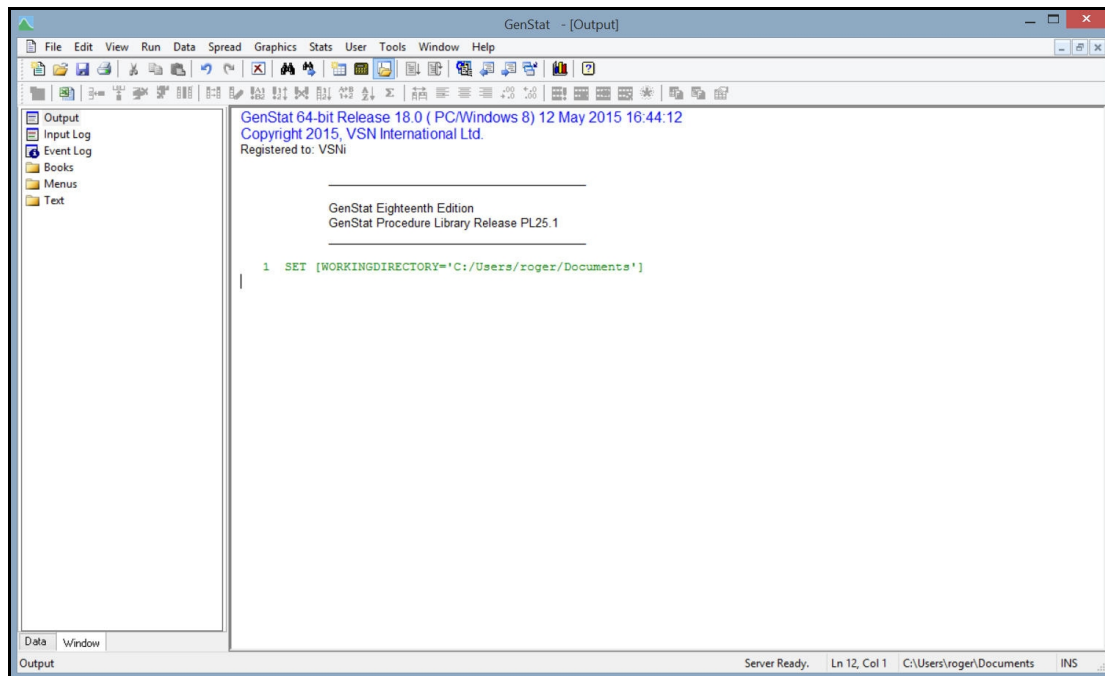 GenStat - [Output]
File Edit View Run Data Spread Graphics Stats User Tools Window Help
Output
Input Log
Event Log
Books
Menus
Text
GenStat 64-bit Release 18.0 ( PC/Windows 8) 12 May 2015 16:44:12
Copyright 2015, VSN International Ltd.
Registered to: VSNi
GenStat Eighteenth Edition
GenStat Procedure Library Release PL25.1
1 SET [WORKINGDIRECTORY='C:/Users/roger/Documents']
Data Window
Output Server Ready. Ln 12, Col 1 C:\Users\roger\Documents INS